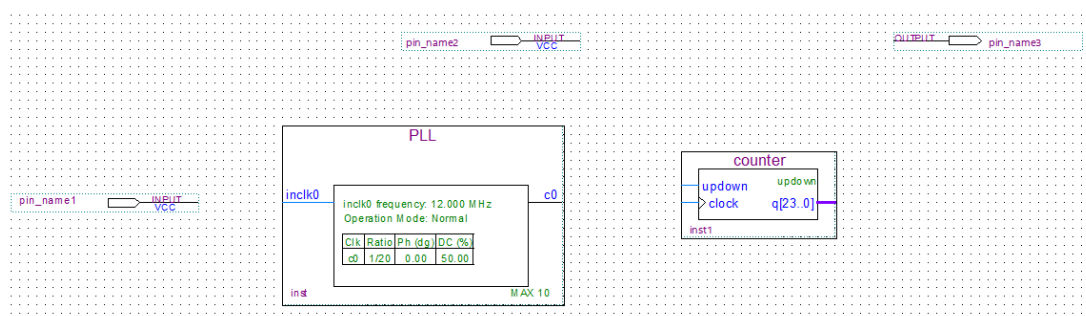 pin_name2 INPUT VCC
OUTPUT pin_name3
PLL
inclk0 c0
inclk0 frequency: 12.000 MHz
Operation Mode: Normal
Clk Ratio Ph (dg) DC (%)
c0 1/20 0.00 50.00
inst MAX 10
pin_name1 INPUT VCC
counter
updown updown
clock q[23..0]
inst1